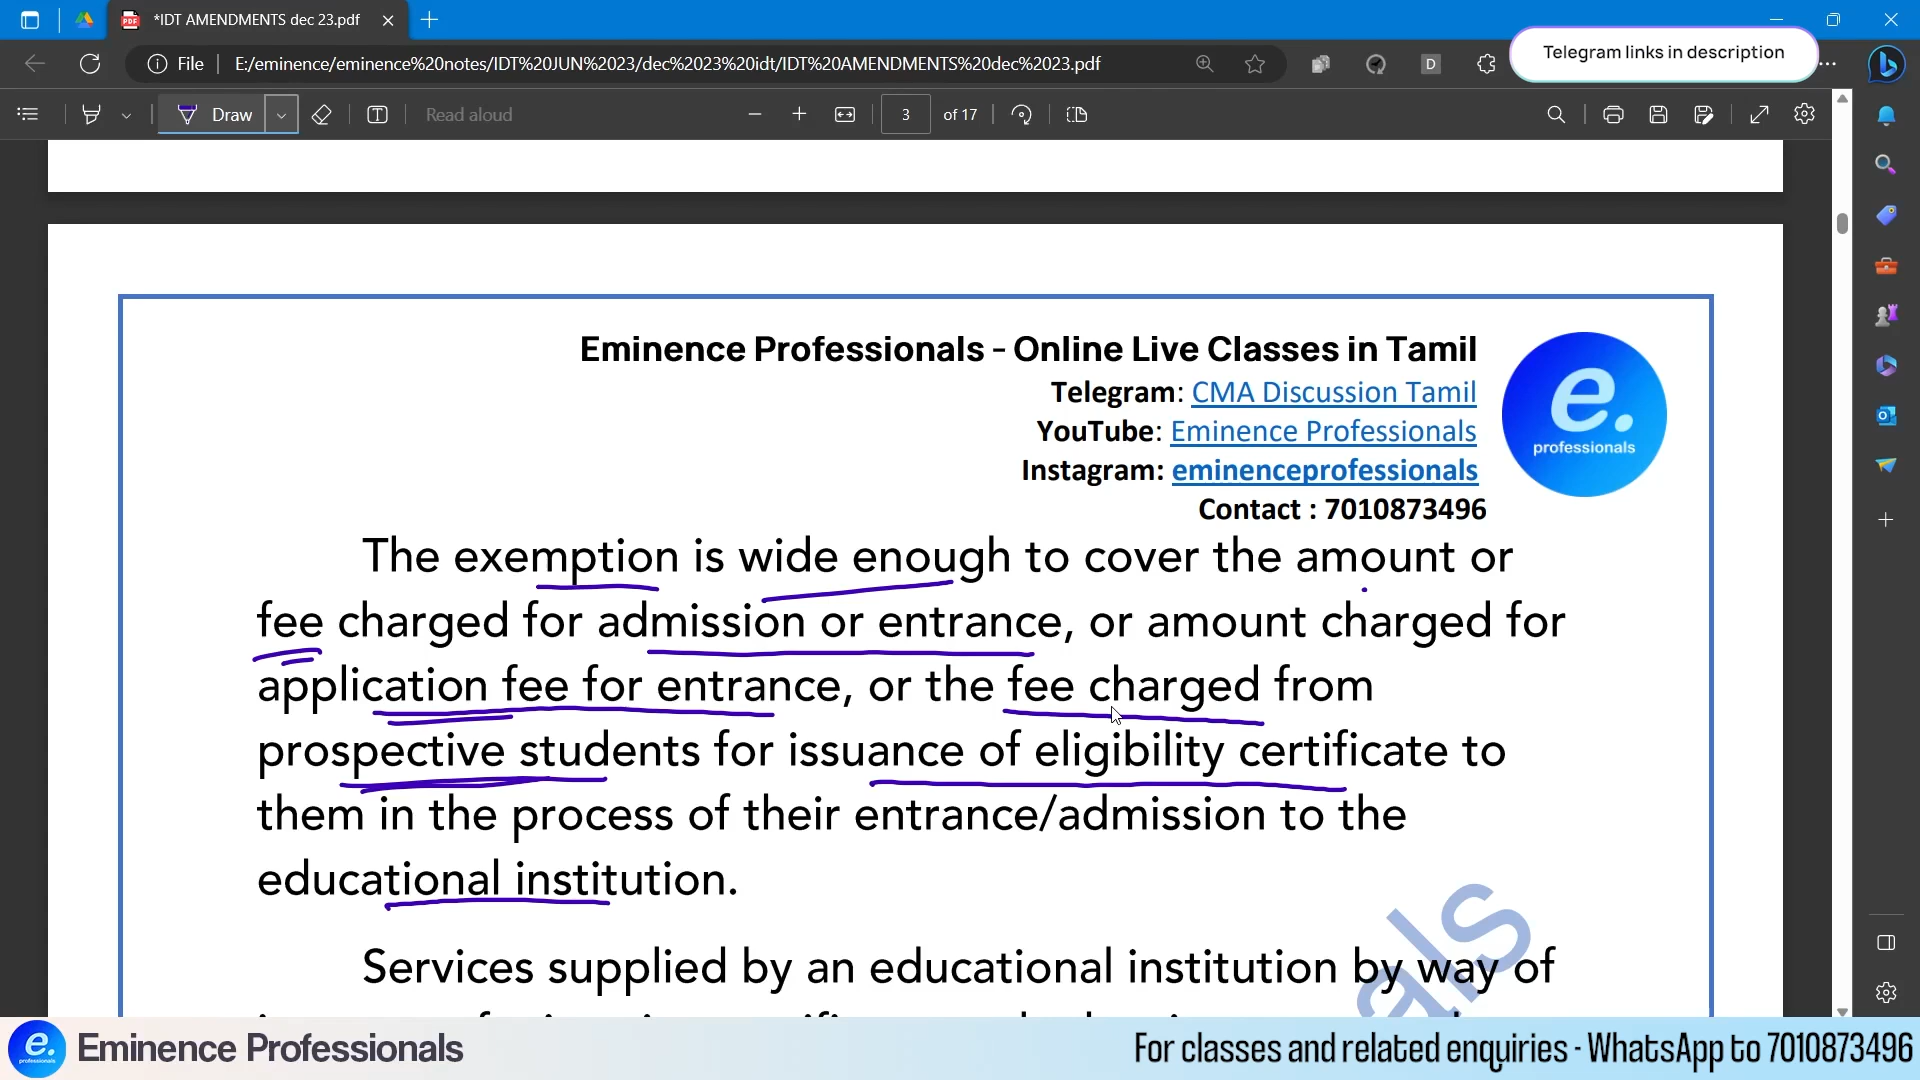 *IDT AMENDMENTS dec 23.pdf
File
E:/eminence/eminence%20notes/IDT%20JUN%2023/dec%2023%20idt/IDT%20AMENDMENTS%20dec%2023.pdf
D
Telegram links in description
Draw
Read aloud
3 of 17
Eminence Professionals - Online Live Classes in Tamil
Telegram: CMA Discussion Tamil
YouTube: Eminence Professionals
Instagram: eminenceprofessionals
Contact : 7010873496
e.
professionals
The exemption is wide enough to cover the amount or
fee charged for admission or entrance, or amount charged for
application fee for entrance, or the fee charged from
prospective students for issuance of eligibility certificate to
them in the process of their entrance/admission to the
educational institution.
Services supplied by an educational institution by way of
als
e.
professionals
Eminence Professionals
For classes and related enquiries - WhatsApp to 7010873496